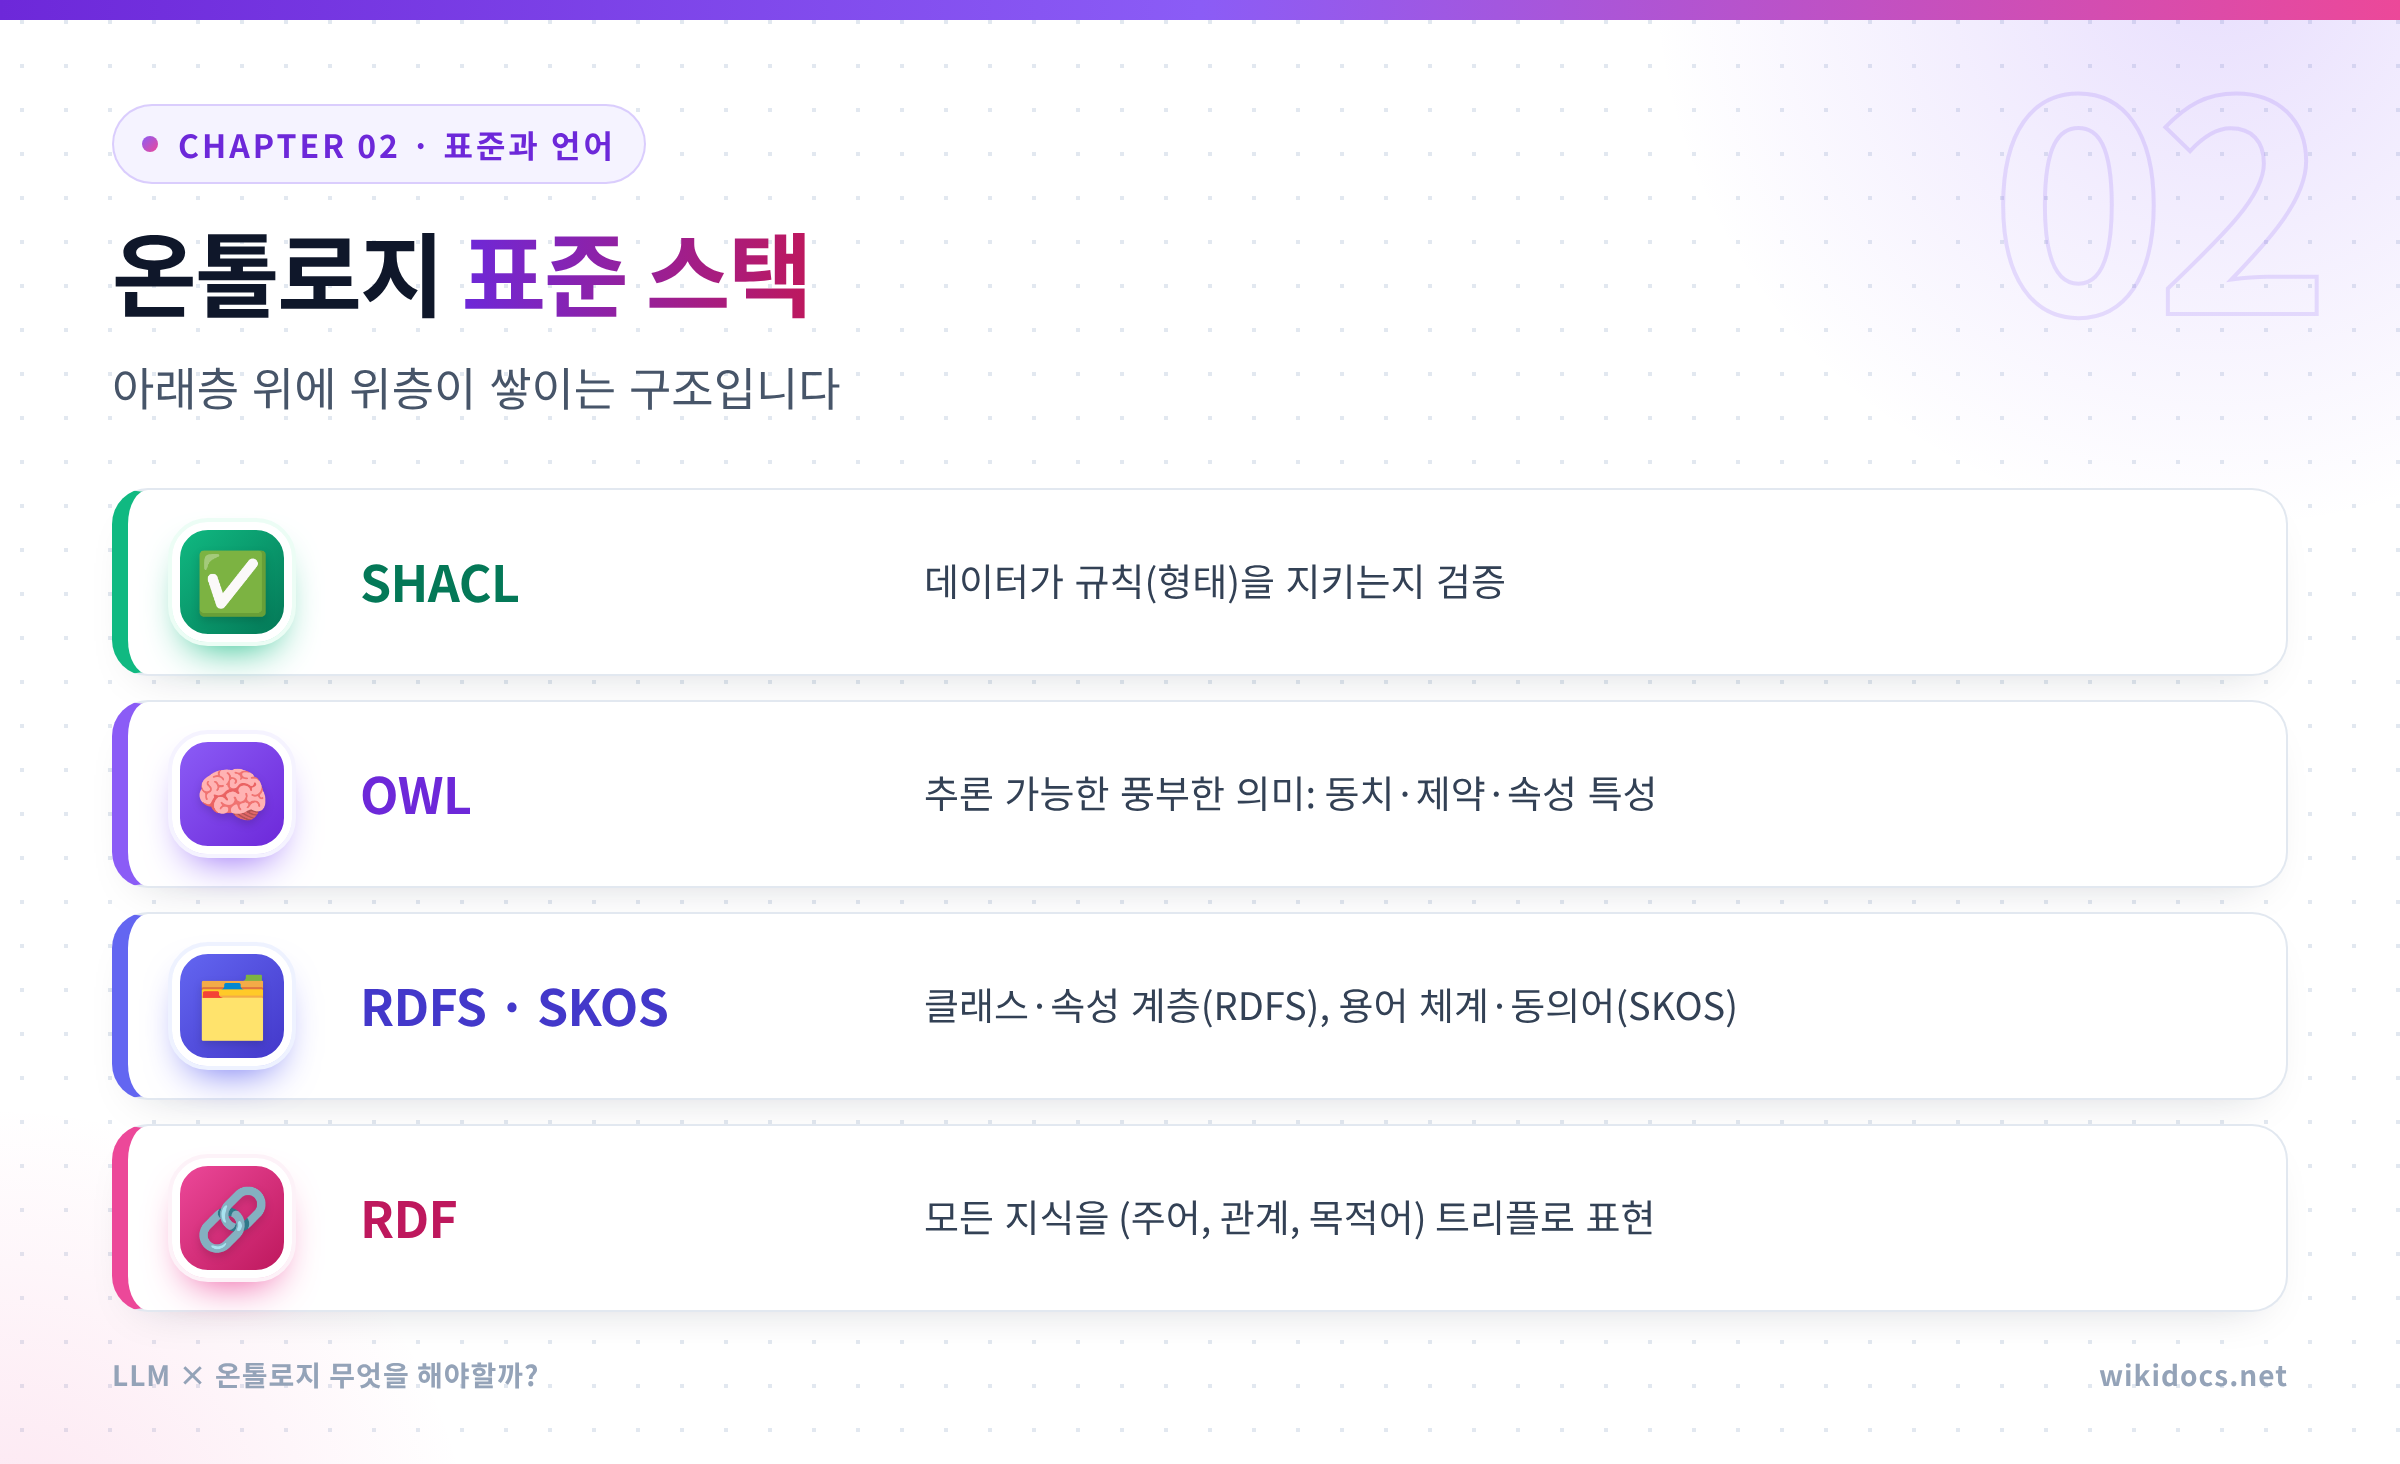 CHAPTER 02 · 표준과 언어
02
온톨로지 표준 스택
아래층 위에 위층이 쌓이는 구조입니다
SHACL
데이터가 규칙(형태)을 지키는지 검증
OWL
추론 가능한 풍부한 의미: 동치·제약·속성 특성
RDFS · SKOS
클래스·속성 계층(RDFS), 용어 체계·동의어(SKOS)
RDF
모든 지식을 (주어, 관계, 목적어) 트리플로 표현
LLM × 온톨로지 무엇을 해야할까?
wikidocs.net